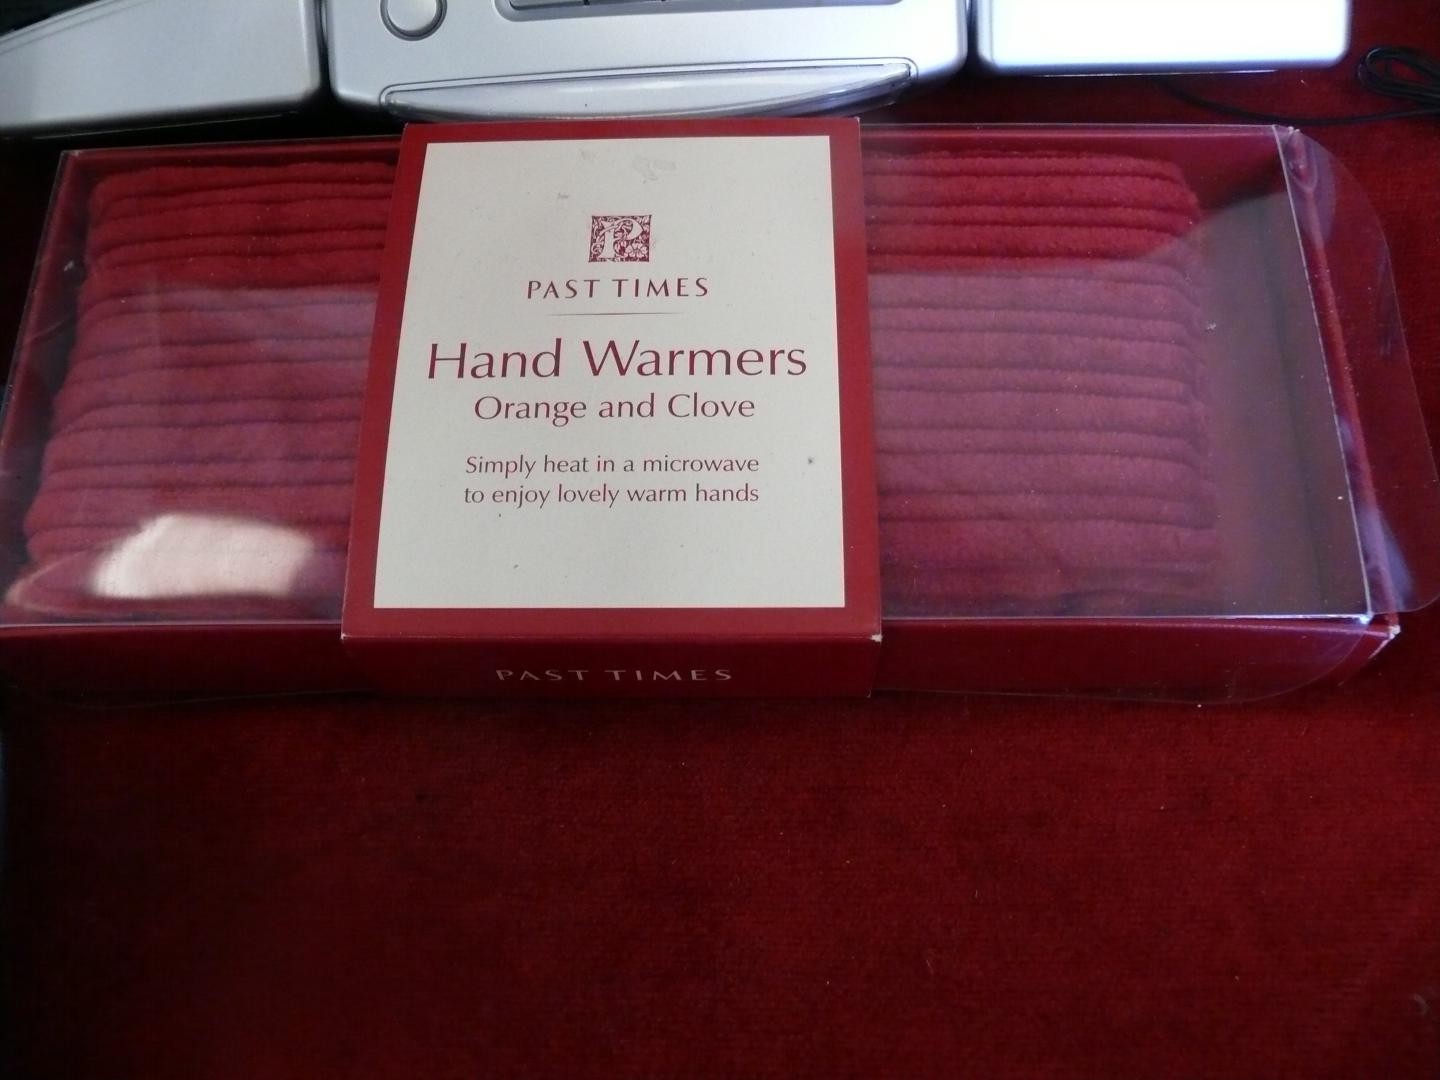 P
PAST TIMES
Hand Warmers
Orange and Clove
Simply heat in a microwave
to enjoy lovely warm hands
PAST TIMES